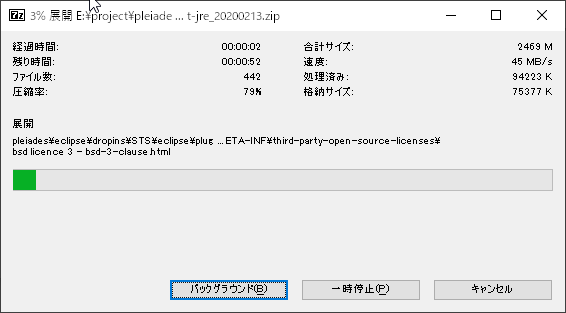 7z 3% 展開 E:¥project¥pleiade ... t-jre_20200213.zip
経過時間: 00:00:02 合計サイズ: 2469 M
残り時間: 00:00:52 速度: 45 MB/s
ファイル数: 442 処理済み: 94223 K
圧縮率: 79% 格納サイズ: 75377 K
展開
pleiades¥eclipse¥dropins¥STS¥eclipse¥plug ...ETA-INF¥third-party-open-source-licenses¥
bsd licence 3 - bsd-3-clause.html
バックグラウンド(B) 一時停止(P) キャンセル